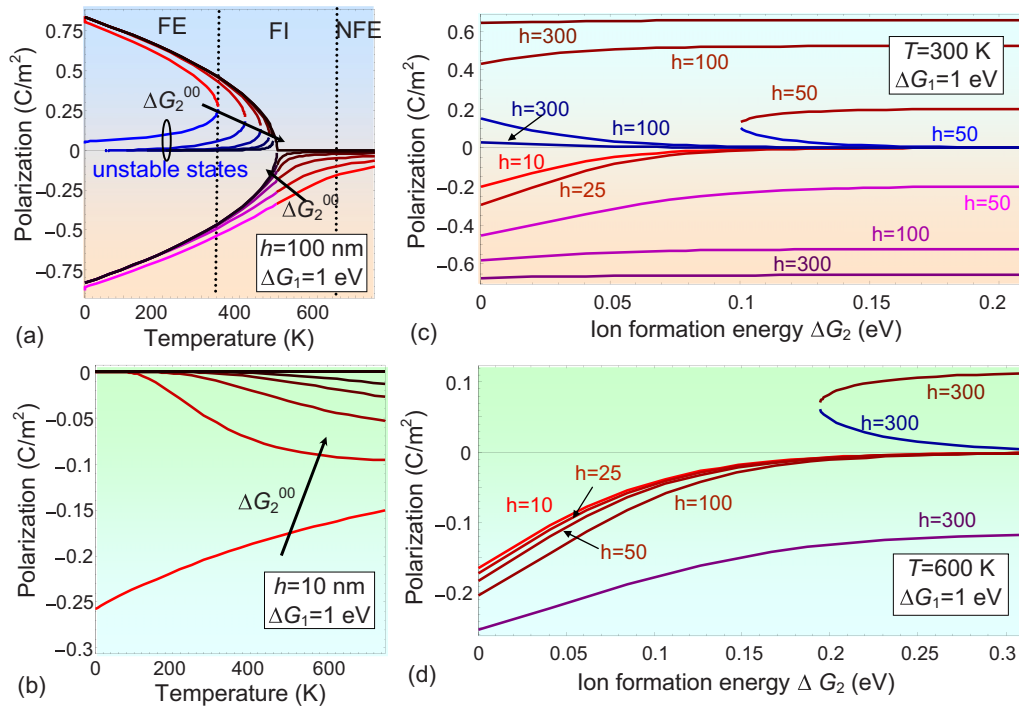 FE
FI
NFE
0.75
0.5
0.25
0
−0.25
−0.5
−0.75
ΔG₂⁰⁰
unstable states
ΔG₂⁰⁰
h=100 nm
ΔG₁=1 eV
0
200
400
600
Polarization (C/m²)
Temperature (K)
(a)
0.6
0.4
0.2
0
−0.2
−0.4
−0.6
h=300
h=100
T=300 K
ΔG₁=1 eV
h=50
h=300
h=100
h=50
h=10
h=25
h=50
h=100
h=300
0
0.05
0.1
0.15
0.2
Polarization (C/m²)
Ion formation energy ΔG₂ (eV)
(c)
0
−0.05
−0.1
−0.15
−0.2
−0.25
−0.3
ΔG₂⁰⁰
h=10 nm
ΔG₁=1 eV
0
200
400
600
Polarization (C/m²)
Temperature (K)
(b)
0.1
0
−0.1
−0.2
h=300
h=300
h=25
h=10
h=100
h=50
h=300
T=600 K
ΔG₁=1 eV
0
0.05
0.1
0.15
0.2
0.25
0.3
Polarization (C/m²)
Ion formation energy Δ G₂ (eV)
(d)